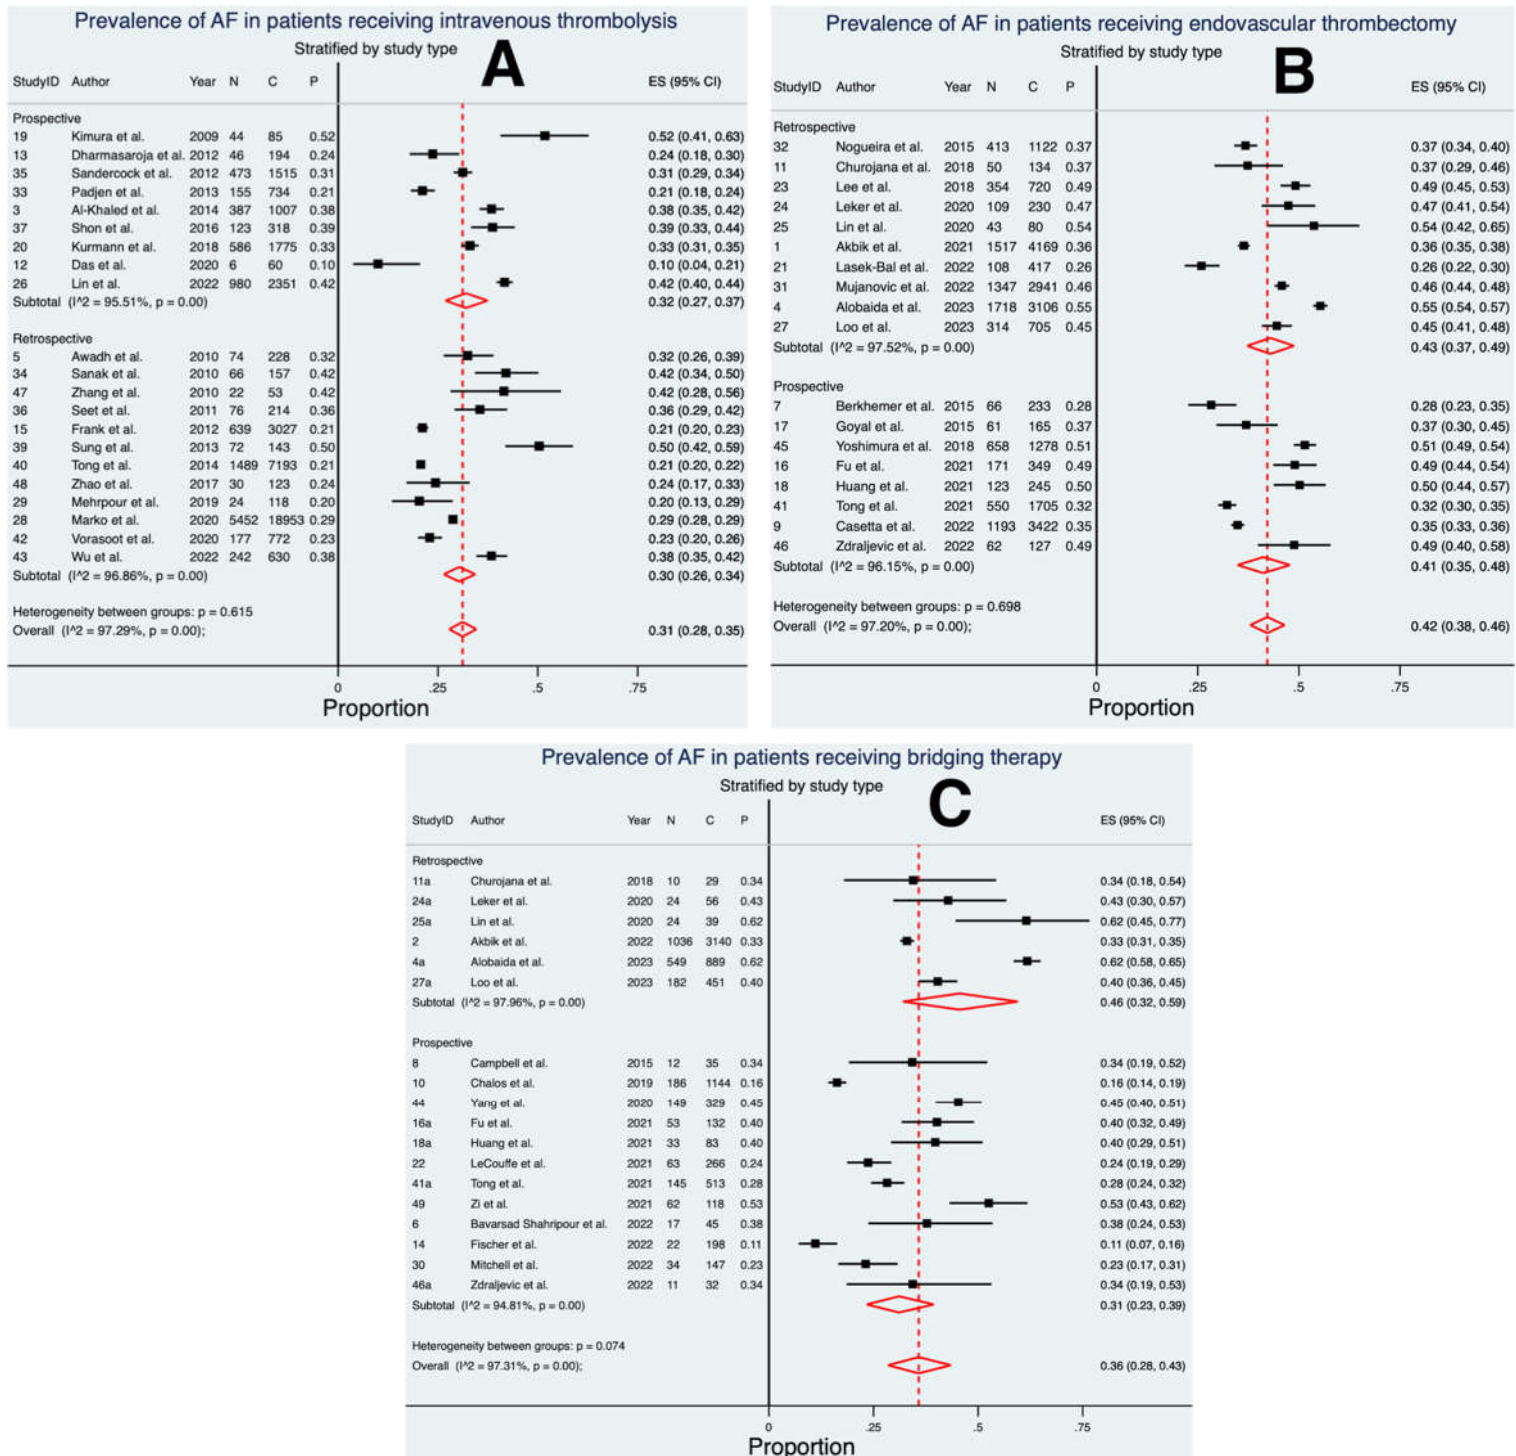 Prevalence of AF in patients receiving intravenous thrombolysis
Stratified by study type
A
StudyID Author Year N C P ES (95% CI)
Prospective
19 Kimura et al. 2009 44 85 0.52 0.52 (0.41, 0.63)
13 Dharmasaroja et al. 2012 46 194 0.24 0.24 (0.18, 0.30)
35 Sandercock et al. 2012 473 1515 0.31 0.31 (0.29, 0.34)
33 Padjen et al. 2013 155 734 0.21 0.21 (0.18, 0.24)
3 Al-Khaled et al. 2014 387 1007 0.38 0.38 (0.35, 0.42)
37 Shon et al. 2016 123 318 0.39 0.39 (0.33, 0.44)
20 Kurmann et al. 2018 586 1775 0.33 0.33 (0.31, 0.35)
12 Das et al. 2020 6 60 0.10 0.10 (0.04, 0.21)
26 Lin et al. 2022 980 2351 0.42 0.42 (0.40, 0.44)
Subtotal (I^2 = 95.51%, p = 0.00) 0.32 (0.27, 0.37)
Retrospective
5 Awadh et al. 2010 74 228 0.32 0.32 (0.26, 0.39)
34 Sanak et al. 2010 66 157 0.42 0.42 (0.34, 0.50)
47 Zhang et al. 2010 22 53 0.42 0.42 (0.28, 0.56)
36 Seet et al. 2011 76 214 0.36 0.36 (0.29, 0.42)
15 Frank et al. 2012 639 3027 0.21 0.21 (0.20, 0.23)
39 Sung et al. 2013 72 143 0.50 0.50 (0.42, 0.59)
40 Tong et al. 2014 1489 7193 0.21 0.21 (0.20, 0.22)
48 Zhao et al. 2017 30 123 0.24 0.24 (0.17, 0.33)
29 Mehrpour et al. 2019 24 118 0.20 0.20 (0.13, 0.29)
28 Marko et al. 2020 5452 18953 0.29 0.29 (0.28, 0.29)
42 Vorasoot et al. 2020 177 772 0.23 0.23 (0.20, 0.26)
43 Wu et al. 2022 242 630 0.38 0.38 (0.35, 0.42)
Subtotal (I^2 = 96.86%, p = 0.00) 0.30 (0.26, 0.34)
Heterogeneity between groups: p = 0.615
Overall (I^2 = 97.29%, p = 0.00); 0.31 (0.28, 0.35)
0 .25 .5 .75
Proportion
Prevalence of AF in patients receiving endovascular thrombectomy
Stratified by study type
B
StudyID Author Year N C P ES (95% CI)
Retrospective
32 Nogueira et al. 2015 413 1122 0.37 0.37 (0.34, 0.40)
11 Churojana et al. 2018 50 134 0.37 0.37 (0.29, 0.46)
23 Lee et al. 2018 354 720 0.49 0.49 (0.45, 0.53)
24 Leker et al. 2020 109 230 0.47 0.47 (0.41, 0.54)
25 Lin et al. 2020 43 80 0.54 0.54 (0.42, 0.65)
1 Akbik et al. 2021 1517 4169 0.36 0.36 (0.35, 0.38)
21 Lasek-Bal et al. 2022 108 417 0.26 0.26 (0.22, 0.30)
31 Mujanovic et al. 2022 1347 2941 0.46 0.46 (0.44, 0.48)
4 Alobaida et al. 2023 1718 3106 0.55 0.55 (0.54, 0.57)
27 Loo et al. 2023 314 705 0.45 0.45 (0.41, 0.48)
Subtotal (I^2 = 97.52%, p = 0.00) 0.43 (0.37, 0.49)
Prospective
7 Berkhemer et al. 2015 66 233 0.28 0.28 (0.23, 0.35)
17 Goyal et al. 2015 61 165 0.37 0.37 (0.30, 0.45)
45 Yoshimura et al. 2018 658 1278 0.51 0.51 (0.49, 0.54)
16 Fu et al. 2021 171 349 0.49 0.49 (0.44, 0.54)
18 Huang et al. 2021 123 245 0.50 0.50 (0.44, 0.57)
41 Tong et al. 2021 550 1705 0.32 0.32 (0.30, 0.35)
9 Casetta et al. 2022 1193 3422 0.35 0.35 (0.33, 0.36)
46 Zdraljevic et al. 2022 62 127 0.49 0.49 (0.40, 0.58)
Subtotal (I^2 = 96.15%, p = 0.00) 0.41 (0.35, 0.48)
Heterogeneity between groups: p = 0.698
Overall (I^2 = 97.20%, p = 0.00); 0.42 (0.38, 0.46)
0 .25 .5 .75
Proportion
Prevalence of AF in patients receiving bridging therapy
Stratified by study type
C
StudyID Author Year N C P ES (95% CI)
Retrospective
11a Churojana et al. 2018 10 29 0.34 0.34 (0.18, 0.54)
24a Leker et al. 2020 24 56 0.43 0.43 (0.30, 0.57)
25a Lin et al. 2020 24 39 0.62 0.62 (0.45, 0.77)
2 Akbik et al. 2022 1036 3140 0.33 0.33 (0.31, 0.35)
4a Alobaida et al. 2023 549 889 0.62 0.62 (0.58, 0.65)
27a Loo et al. 2023 182 451 0.40 0.40 (0.36, 0.45)
Subtotal (I^2 = 97.96%, p = 0.00) 0.46 (0.32, 0.59)
Prospective
8 Campbell et al. 2015 12 35 0.34 0.34 (0.19, 0.52)
10 Chalos et al. 2019 186 1144 0.16 0.16 (0.14, 0.19)
44 Yang et al. 2020 149 329 0.45 0.45 (0.40, 0.51)
16a Fu et al. 2021 53 132 0.40 0.40 (0.32, 0.49)
18a Huang et al. 2021 33 83 0.40 0.40 (0.29, 0.51)
22 LeCouffe et al. 2021 63 266 0.24 0.24 (0.19, 0.29)
41a Tong et al. 2021 145 513 0.28 0.28 (0.24, 0.32)
49 Zi et al. 2021 62 118 0.53 0.53 (0.43, 0.62)
6 Bavarsad Shahripour et al. 2022 17 45 0.38 0.38 (0.24, 0.53)
14 Fischer et al. 2022 22 198 0.11 0.11 (0.07, 0.16)
30 Mitchell et al. 2022 34 147 0.23 0.23 (0.17, 0.31)
46a Zdraljevic et al. 2022 11 32 0.34 0.34 (0.19, 0.53)
Subtotal (I^2 = 94.81%, p = 0.00) 0.31 (0.23, 0.39)
Heterogeneity between groups: p = 0.074
Overall (I^2 = 97.31%, p = 0.00); 0.36 (0.28, 0.43)
0 .25 .5 .75
Proportion